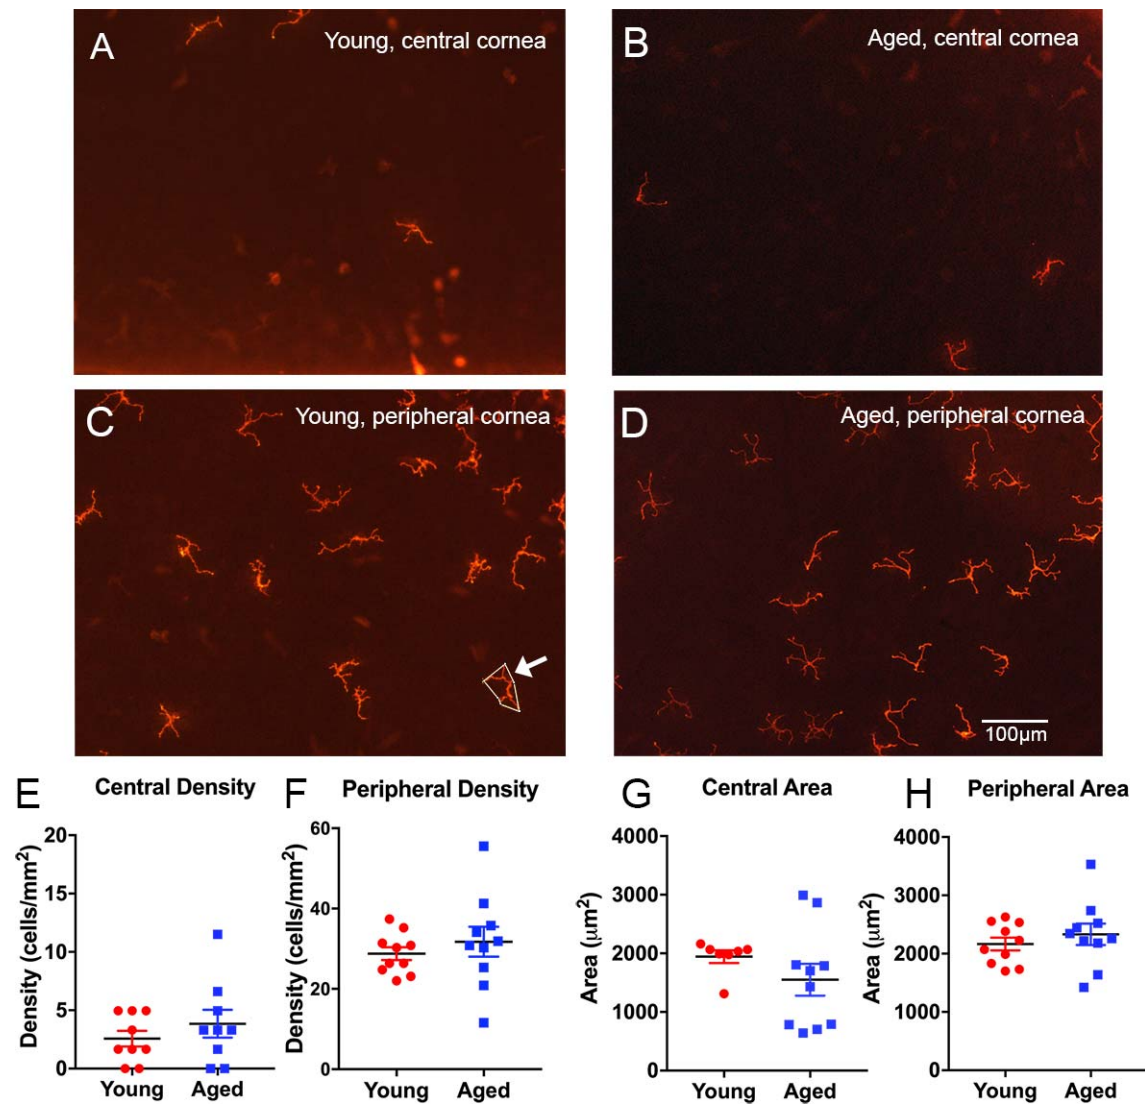 A
Young, central cornea
B
Aged, central cornea
C
Young, peripheral cornea
D
Aged, peripheral cornea
100µm
E
Central Density
Density (cells/mm²)
20
15
10
5
0
Young
Aged
F
Peripheral Density
Density (cells/mm²)
60
40
20
0
Young
Aged
G
Central Area
Area (µm²)
4000
3000
2000
1000
0
Young
Aged
H
Peripheral Area
Area (µm²)
4000
3000
2000
1000
0
Young
Aged